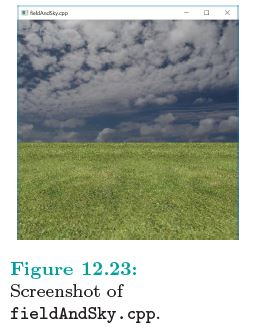 fieldAndSky.cpp
Figure 12.23:
Screenshot of
fieldAndSky.cpp.